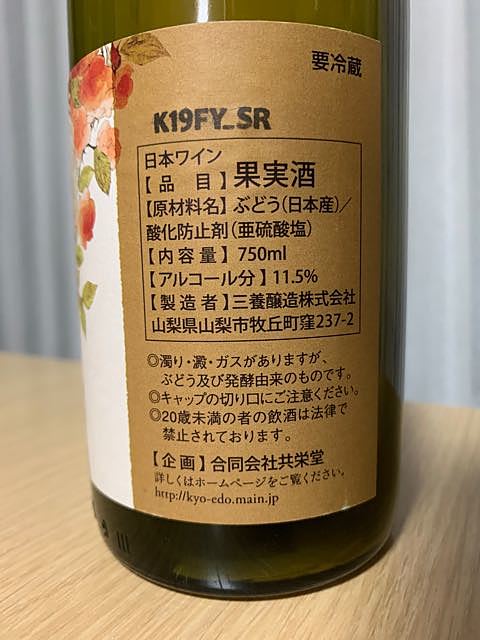 要冷蔵
K19FY_SR
日本ワイン
【品 目】果実酒
【原材料名】ぶどう(日本産)／
酸化防止剤(亜硫酸塩)
【内 容 量】 750ml
【アルコール分】11.5%
【製 造 者】三養醸造株式会社
山梨県山梨市牧丘町窪237-2
◎濁り・澱・ガスがありますが、
ぶどう及び発酵由来のものです。
◎キャップの切り口にご注意ください。
◎20歳未満の者の飲酒は法律で
禁止されております。
【企 画】合同会社共栄堂
詳しくはホームページをご覧ください。
http://kyo-edo.main.jp